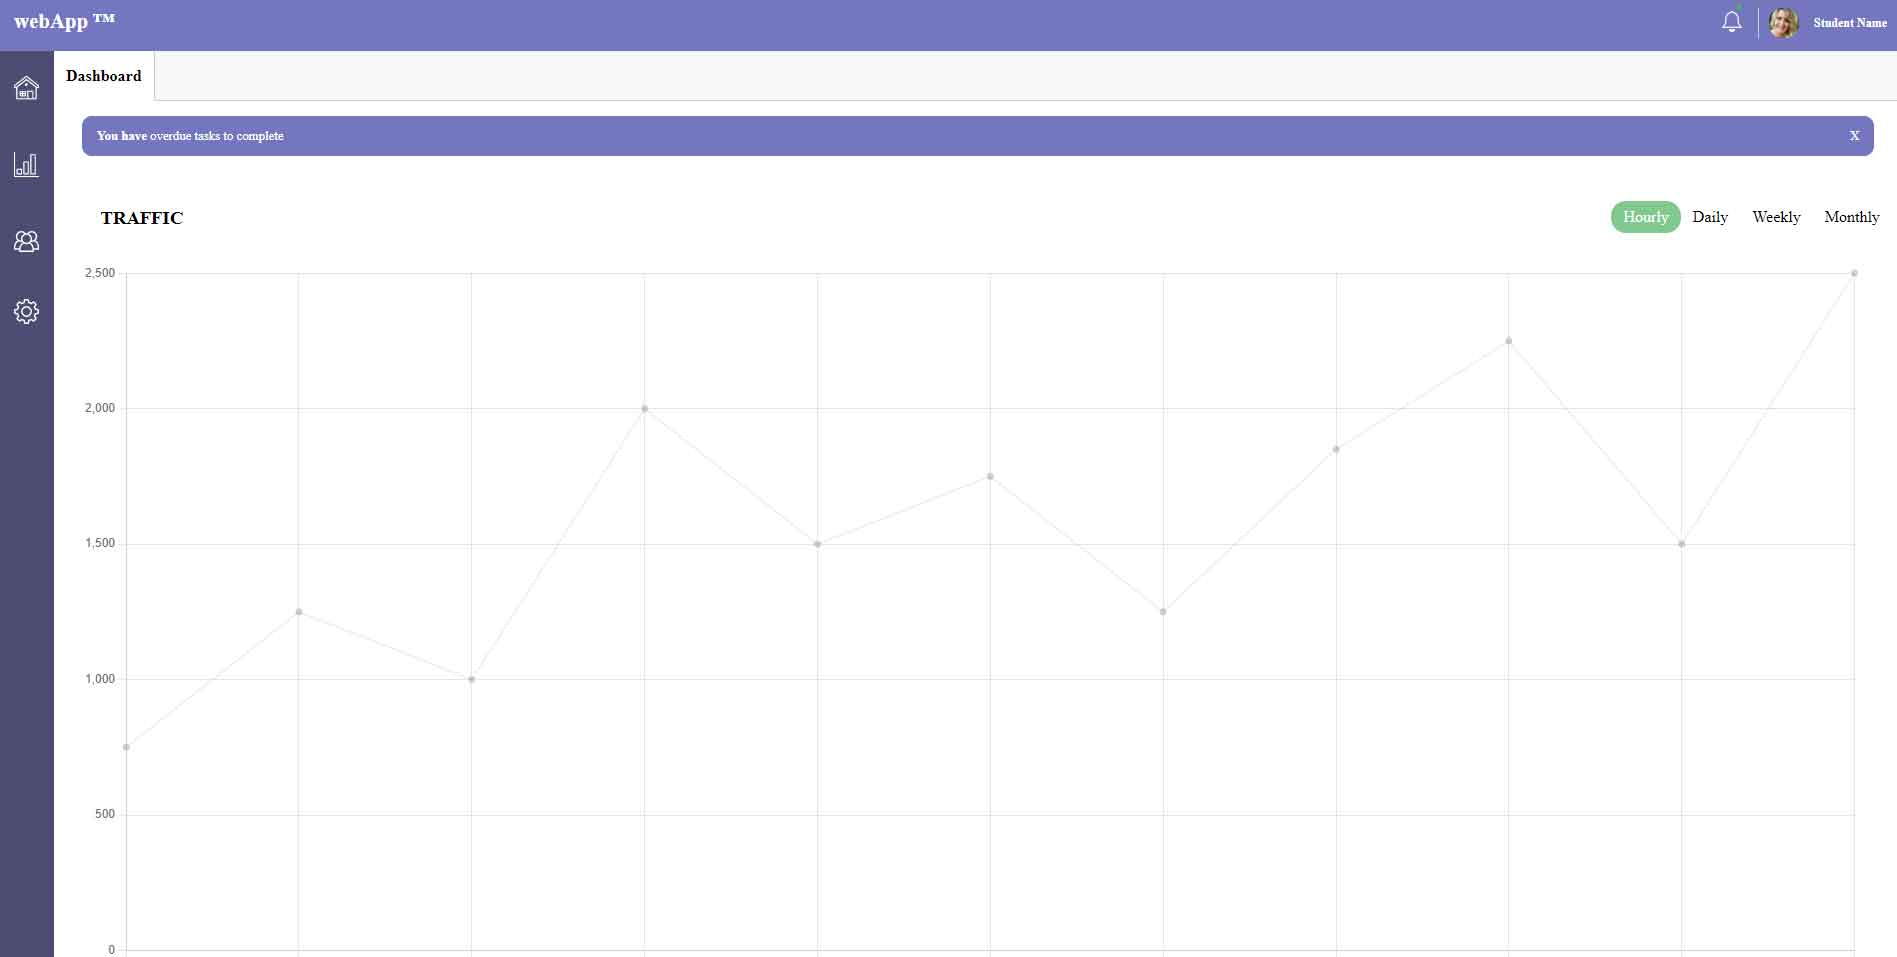 webApp ™
Student Name
Dashboard
You have overdue tasks to complete
X
TRAFFIC
Hourly Daily Weekly Monthly
2,500
2,000
1,500
1,000
500
0